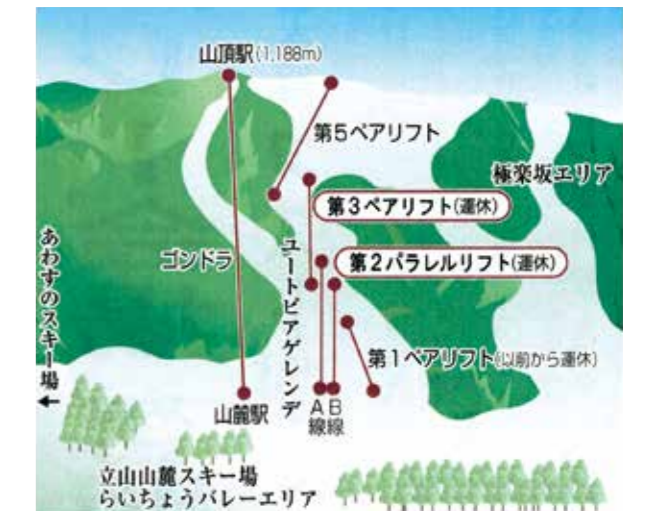 山頂駅(1,188m)
第5ペアリフト
極楽坂エリア
第3ペアリフト(運休)
ゴンドラ
ユートピアゲレンデ
第2パラレルリフト(運休)
あわすのスキー場
←
第1ペアリフト(以前から運休)
山麓駅
A線
B線
立山山麓スキー場
らいちょうバレーエリア